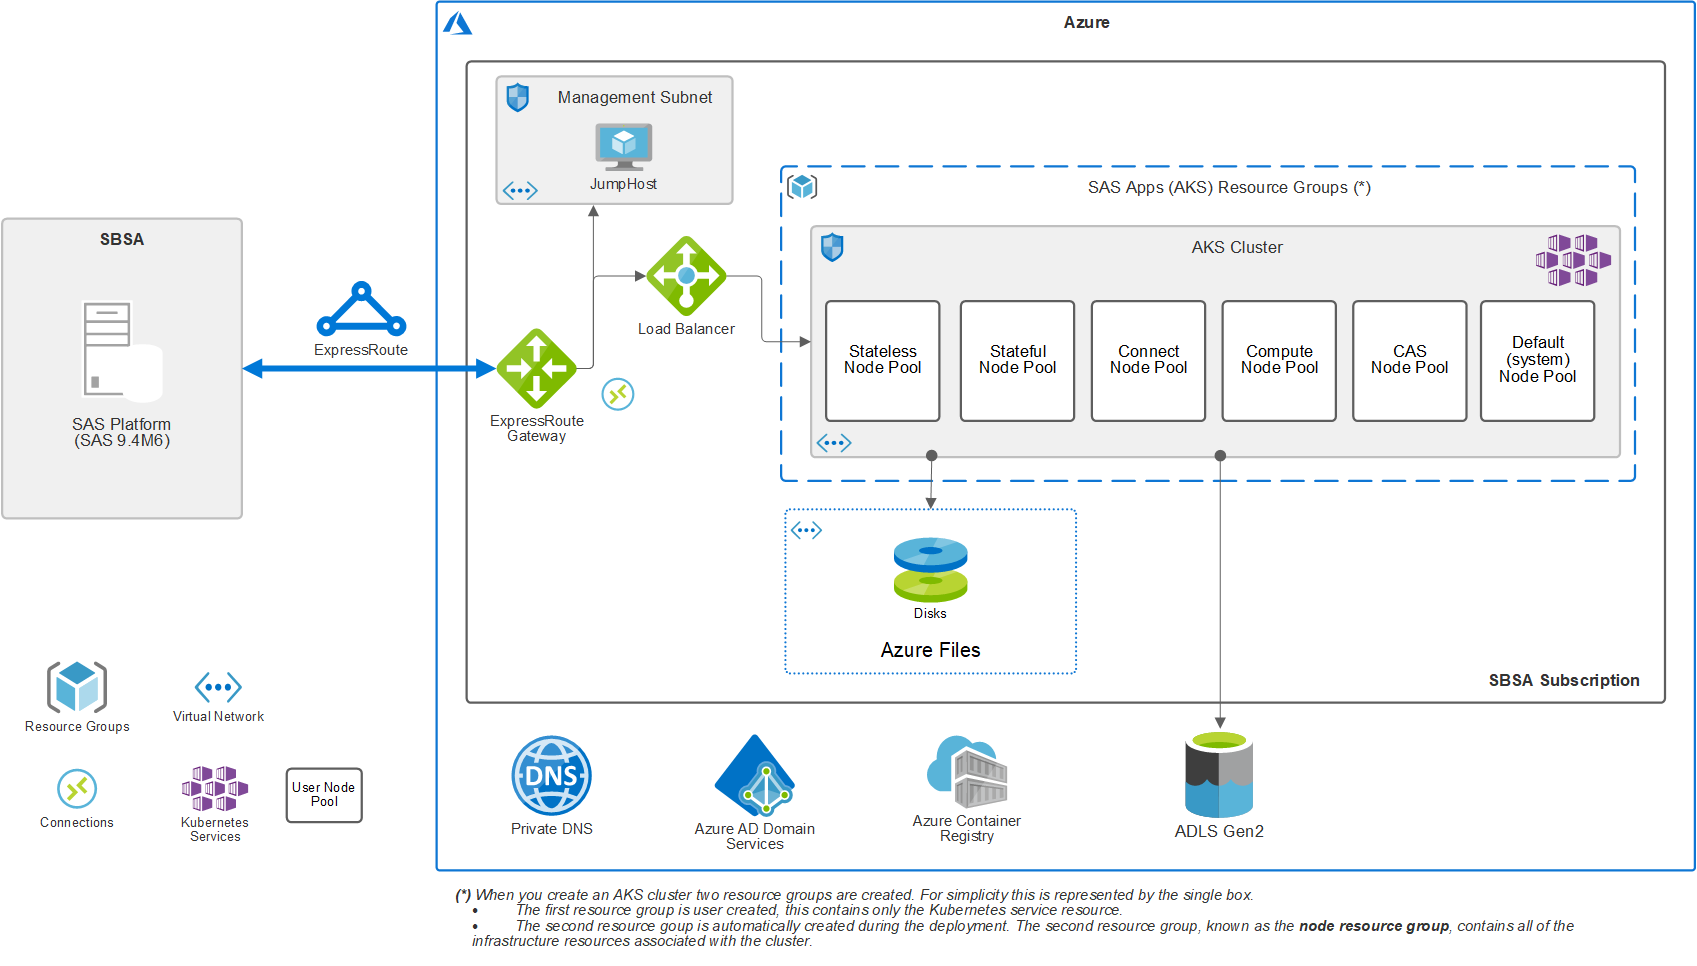 Azure
Management Subnet
JumpHost
SAS Apps (AKS) Resource Groups (*)
SBSA
AKS Cluster
Load Balancer
ExpressRoute
Stateless
Node Pool
Stateful
Node Pool
Connect
Node Pool
Compute
Node Pool
CAS
Node Pool
Default
(system)
Node Pool
SAS Platform
(SAS 9.4M6)
ExpressRoute
Gateway
Disks
Azure Files
SBSA Subscription
Resource Groups
Virtual Network
Connections
Kubernetes
Services
User Node
Pool
DNS
Private DNS
Azure AD Domain
Services
Azure Container
Registry
ADLS Gen2
(*) When you create an AKS cluster two resource groups are created. For simplicity this is represented by the single box.
• The first resource group is user created, this contains only the Kubernetes service resource.
• The second resource goup is automatically created during the deployment. The second resource group, known as the node resource group, contains all of the
infrastructure resources associated with the cluster.